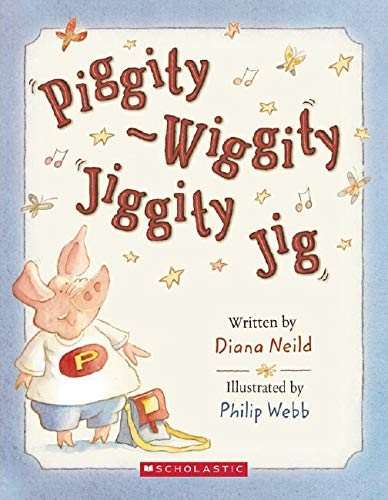 Piggity
~Wiggity
Jiggity
Jig
Written by
Diana Neild
Illustrated by
Philip Webb
P
SCHOLASTIC